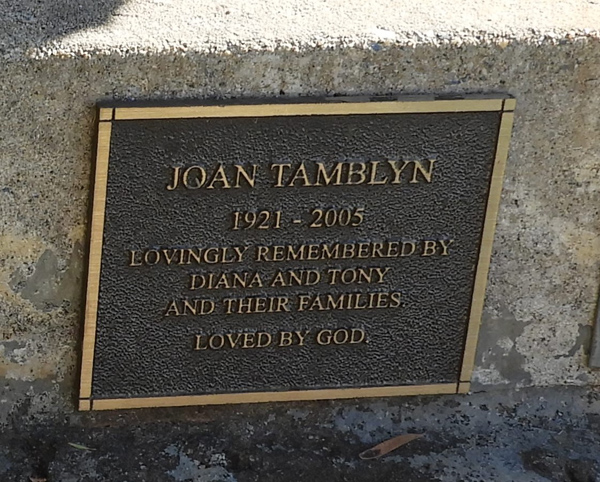 JOAN TAMBLYN
1921 - 2005
LOVINGLY REMEMBERED BY
DIANA AND TONY
AND THEIR FAMILIES
LOVED BY GOD.